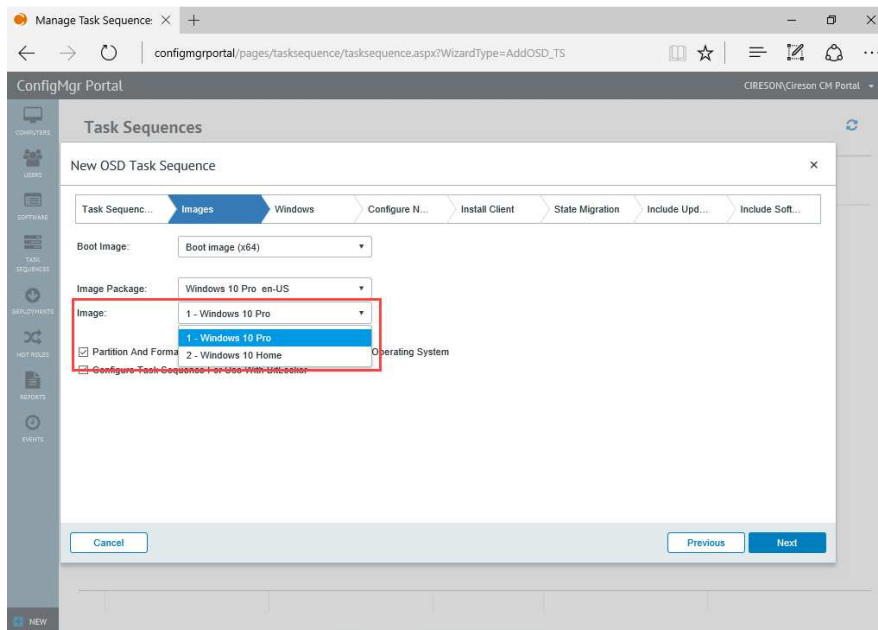 Manage Task Sequence:
configmgrportal/pages/tasksequence/tasksequence.aspx?WizardType=AddOSD_TS
ConfigMgr Portal
CIRESON\Cireson CM Portal
COMPUTERS
Task Sequences
USERS
New OSD Task Sequence
SOFTWARE
Task Sequenc... Images Windows Configure N... Install Client State Migration Include Upd... Include Soft...
TASK
SEQUENCES
Boot Image: Boot image (x64)
DEPLOYMENTS
Image Package: Windows 10 Pro en-US
Image: 1 - Windows 10 Pro
1 - Windows 10 Pro
Partition And Forma Operating System
2 - Windows 10 Home
Configure Task Sequence For Use With BitLocker
REPORTS
EVENTS
Cancel Previous Next
NEW